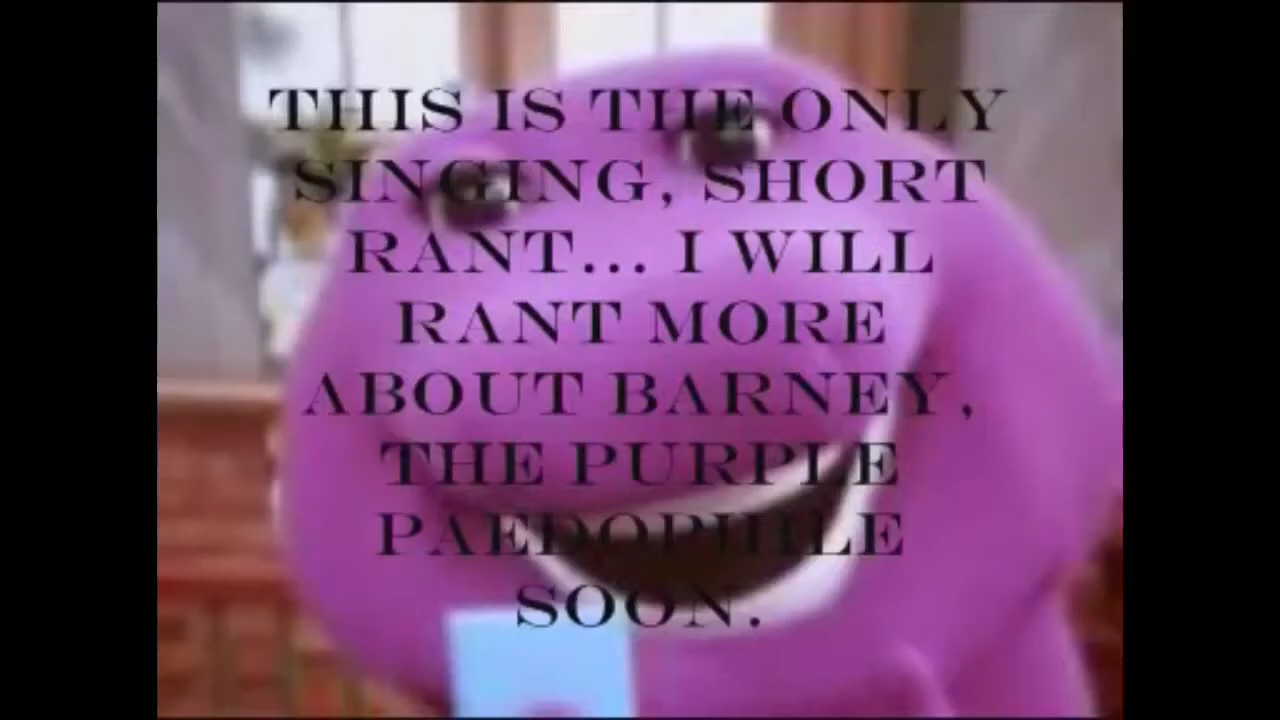 THIS IS THE ONLY
SINGING, SHORT
RANT... I WILL
RANT MORE
ABOUT BARNEY,
THE PURPLE
PAEDOPHILE
SOON.